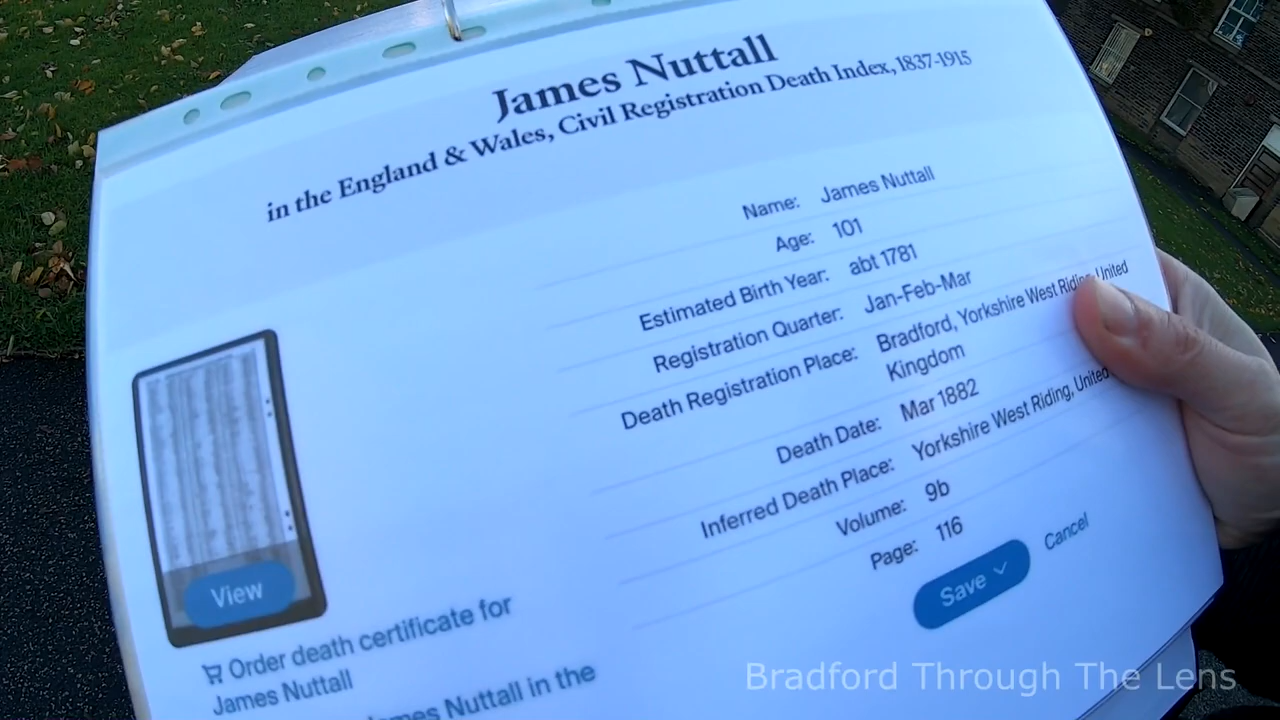 James Nuttall
in the England & Wales, Civil Registration Death Index, 1837-1915
Name: James Nuttall
Age: 101
Estimated Birth Year: abt 1781
Registration Quarter: Jan-Feb-Mar
Death Registration Place: Bradford, Yorkshire West Riding, United
Kingdom
Death Date: Mar 1882
Inferred Death Place: Yorkshire West Riding, United
Volume: 9b
Page: 116
Save Cancel
View
Order death certificate for
James Nuttall
James Nuttall in the
Bradford Through The Lens